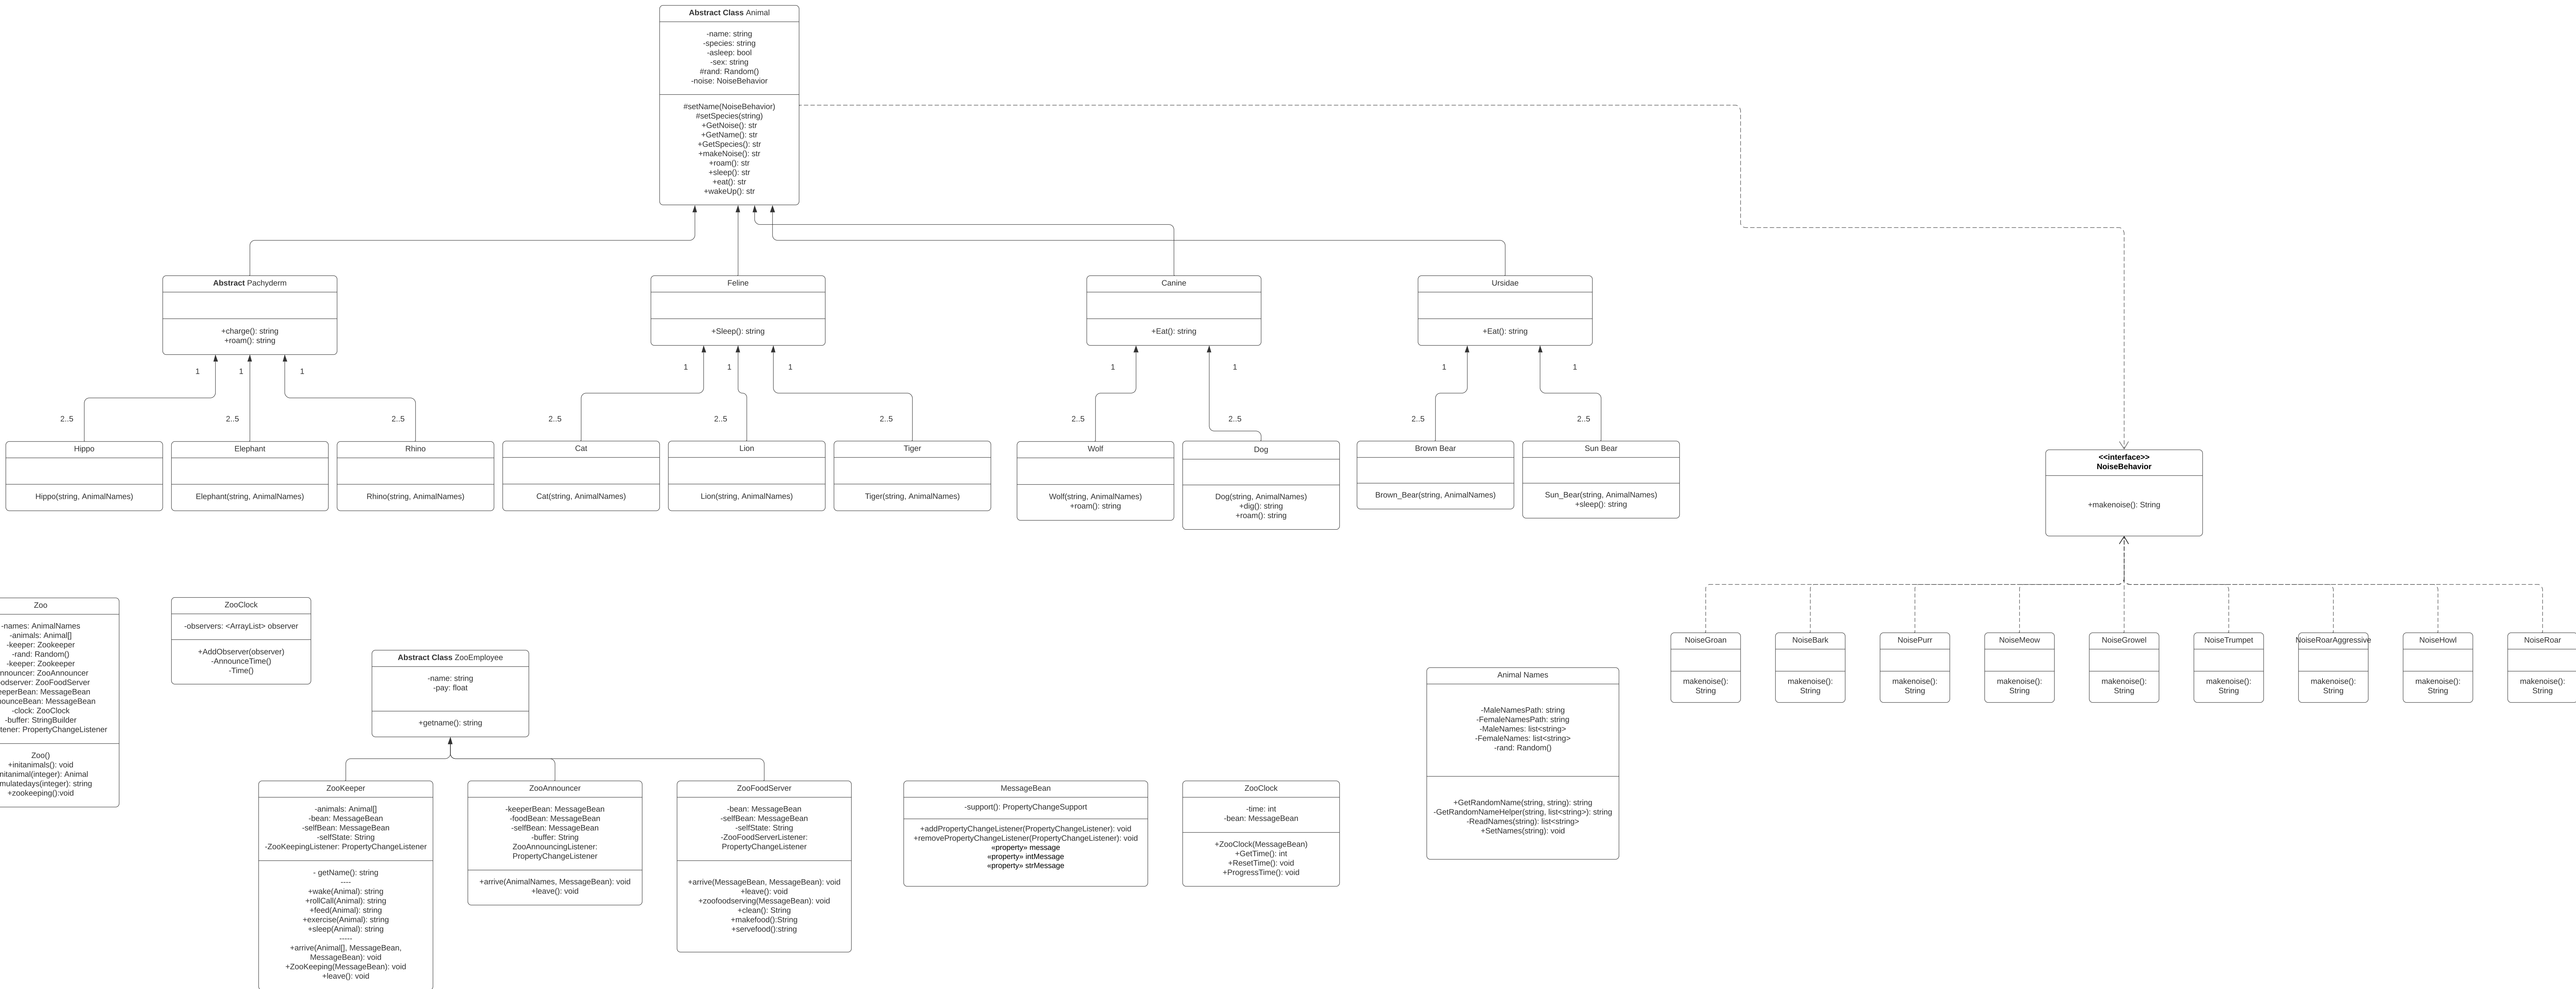 Abstract Class Animal
-name: string
-species: string
-asleep: bool
-sex: string
#rand: Random()
-noise: NoiseBehavior
#setName(NoiseBehavior)
#setSpecies(string)
+GetNoise(): str
+GetName(): str
+GetSpecies(): str
+makeNoise(): str
+roam(): str
+sleep(): str
+eat(): str
+wakeUp(): str
Abstract Pachyderm
+charge(): string
+roam(): string
Feline
+Sleep(): string
Canine
+Eat(): string
Ursidae
+Eat(): string
1
1
1
1
1
1
1
1
1
1
2..5
2..5
2..5
2..5
2..5
2..5
2..5
2..5
2..5
2..5
Hippo
Hippo(string, AnimalNames)
Elephant
Elephant(string, AnimalNames)
Rhino
Rhino(string, AnimalNames)
Cat
Cat(string, AnimalNames)
Lion
Lion(string, AnimalNames)
Tiger
Tiger(string, AnimalNames)
Wolf
Wolf(string, AnimalNames)
+roam(): string
Dog
Dog(string, AnimalNames)
+dig(): string
+roam(): string
Brown Bear
Brown_Bear(string, AnimalNames)
Sun Bear
Sun_Bear(string, AnimalNames)
+sleep(): string
<<interface>>
NoiseBehavior
+makenoise(): String
Zoo
-names: AnimalNames
-animals: Animal[]
-keeper: Zookeeper
-rand: Random()
-keeper: Zookeeper
nnouncer: ZooAnnouncer
odserver: ZooFoodServer
eeperBean: MessageBean
nounceBean: MessageBean
-clock: ZooClock
-buffer: StringBuilder
tener: PropertyChangeListener
Zoo()
+initanimals(): void
nitanimal(integer): Animal
mulatedays(integer): string
+zookeeping():void
ZooClock
-observers: <ArrayList> observer
+AddObserver(observer)
-AnnounceTime()
-Time()
Abstract Class ZooEmployee
-name: string
-pay: float
+getname(): string
ZooKeeper
-animals: Animal[]
-bean: MessageBean
-selfBean: MessageBean
-selfState: String
-ZooKeepingListener: PropertyChangeListener
- getName(): string
----
+wake(Animal): string
+rollCall(Animal): string
+feed(Animal): string
+exercise(Animal): string
+sleep(Animal): string
-----
+arrive(Animal[], MessageBean,
MessageBean): void
+ZooKeeping(MessageBean): void
+leave(): void
ZooAnnouncer
-keeperBean: MessageBean
-foodBean: MessageBean
-selfBean: MessageBean
-buffer: String
ZooAnnouncingListener:
PropertyChangeListener
+arrive(AnimalNames, MessageBean): void
+leave(): void
ZooFoodServer
-bean: MessageBean
-selfBean: MessageBean
-selfState: String
-ZooFoodServerListener:
PropertyChangeListener
+arrive(MessageBean, MessageBean): void
+leave(): void
+zoofoodserving(MessageBean): void
+clean(): String
+makefood():String
+servefood():string
MessageBean
-support(): PropertyChangeSupport
+addPropertyChangeListener(PropertyChangeListener): void
+removePropertyChangeListener(PropertyChangeListener): void
«property» message
«property» intMessage
«property» strMessage
ZooClock
-time: int
-bean: MessageBean
+ZooClock(MessageBean)
+GetTime(): int
+ResetTime(): void
+ProgressTime(): void
Animal Names
-MaleNamesPath: string
-FemaleNamesPath: string
-MaleNames: list<string>
-FemaleNames: list<string>
-rand: Random()
+GetRandomName(string, string): string
-GetRandomNameHelper(string, list<string>): string
-ReadNames(string): list<string>
+SetNames(string): void
NoiseGroan
makenoise():
String
NoiseBark
makenoise():
String
NoisePurr
makenoise():
String
NoiseMeow
makenoise():
String
NoiseGrowel
makenoise():
String
NoiseTrumpet
makenoise():
String
NoiseRoarAggressive
makenoise():
String
NoiseHowl
makenoise():
String
NoiseRoar
makenoise():
String